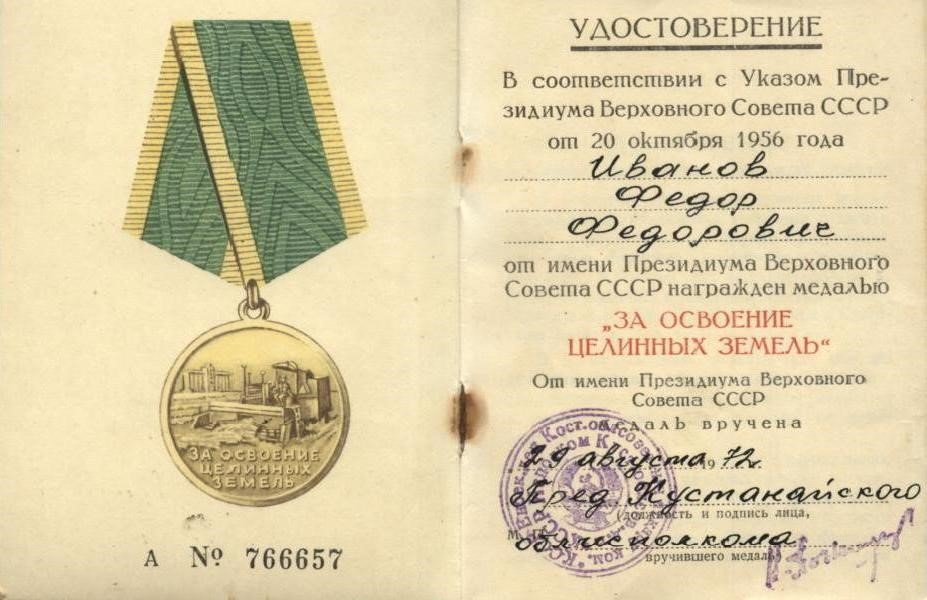 ЗА ОСВОЕНИЕ
ЦЕЛИННЫХ
ЗЕМЕЛЬ
А № 766657
УДОСТОВЕРЕНИЕ
В соответствии с Указом Пре-
зидиума Верховного Совета СССР
от 20 октября 1956 года
Иванов
Федор
Федорович
от имени Президиума Верховного
Совета СССР награжден медалью
„ЗА ОСВОЕНИЕ
ЦЕЛИННЫХ ЗЕМЕЛЬ“
От имени Президиума Верховного
Совета СССР
медаль вручена
29 августа 1972 г.
Пред Кустанайского
(должность и подпись лица,
облисполкома
вручившего медаль)